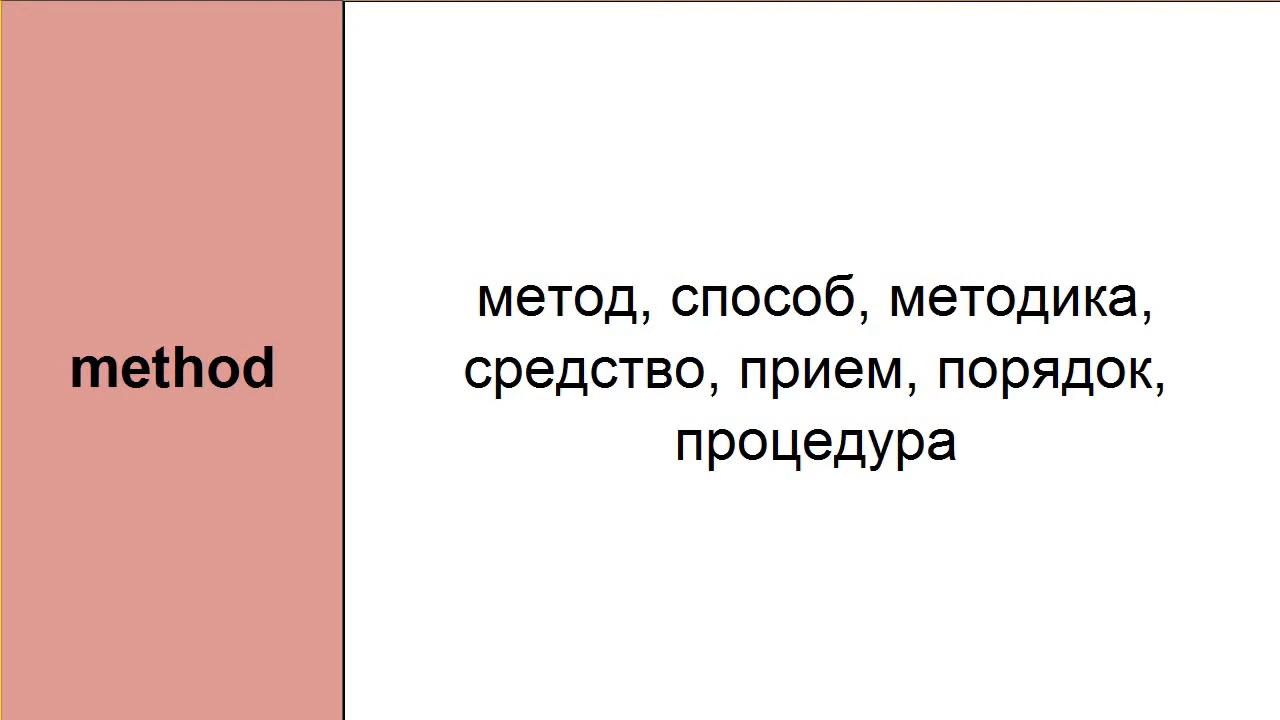 method
метод, способ, методика,
средство, прием, порядок,
процедура